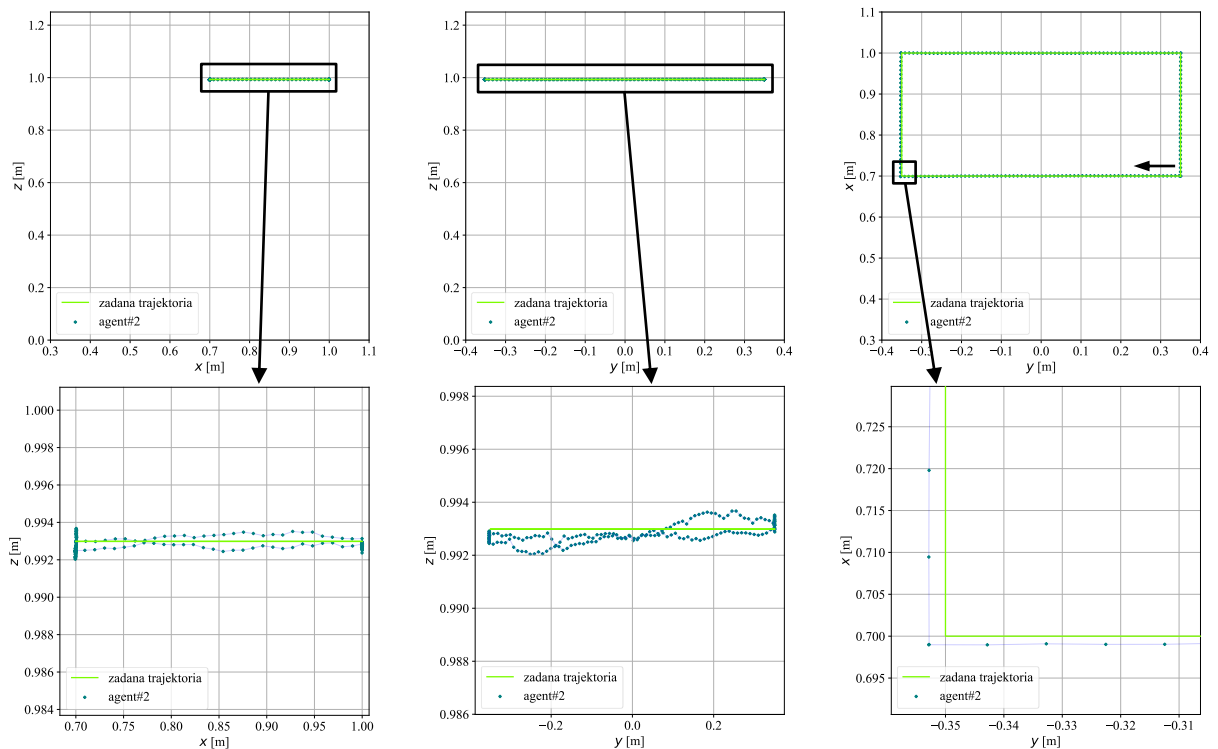 1.2
1.0
0.8
0.6
0.4
0.2
0.0
z [m]
0.3 0.4 0.5 0.6 0.7 0.8 0.9 1.0 1.1
x [m]
zadana trajektoria
agent#2
1.2
1.0
0.8
0.6
0.4
0.2
0.0
z [m]
−0.4 −0.3 −0.2 −0.1 0.0 0.1 0.2 0.3 0.4
y [m]
zadana trajektoria
agent#2
1.1
1.0
0.9
0.8
0.7
0.6
0.5
0.4
0.3
x [m]
−0.4 −0.3 −0.2 −0.1 0.0 0.1 0.2 0.3 0.4
y [m]
zadana trajektoria
agent#2
1.000
0.998
0.996
0.994
0.992
0.990
0.988
0.986
0.984
z [m]
0.70 0.75 0.80 0.85 0.90 0.95 1.00
x [m]
zadana trajektoria
agent#2
0.998
0.996
0.994
0.992
0.990
0.988
0.986
z [m]
−0.2 0.0 0.2
y [m]
zadana trajektoria
agent#2
0.725
0.720
0.715
0.710
0.705
0.700
0.695
x [m]
−0.35 −0.34 −0.33 −0.32 −0.31
y [m]
zadana trajektoria
agent#2